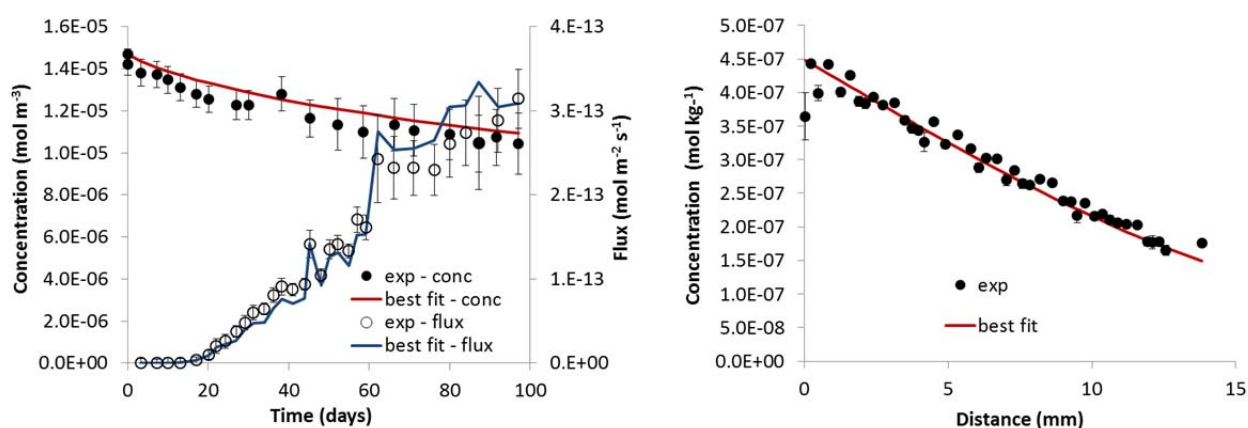 1.6E-05
1.4E-05
1.2E-05
1.0E-05
8.0E-06
6.0E-06
4.0E-06
2.0E-06
0.0E+00
Concentration (mol m⁻³)
4.E-13
3.E-13
2.E-13
1.E-13
0.E+00
Flux (mol m⁻² s⁻¹)
exp - conc
best fit - conc
exp - flux
best fit - flux
0 20 40 60 80 100
Time (days)
5.0E-07
4.5E-07
4.0E-07
3.5E-07
3.0E-07
2.5E-07
2.0E-07
1.5E-07
1.0E-07
5.0E-08
0.0E+00
Concentration (mol kg⁻¹)
exp
best fit
0 5 10 15
Distance (mm)